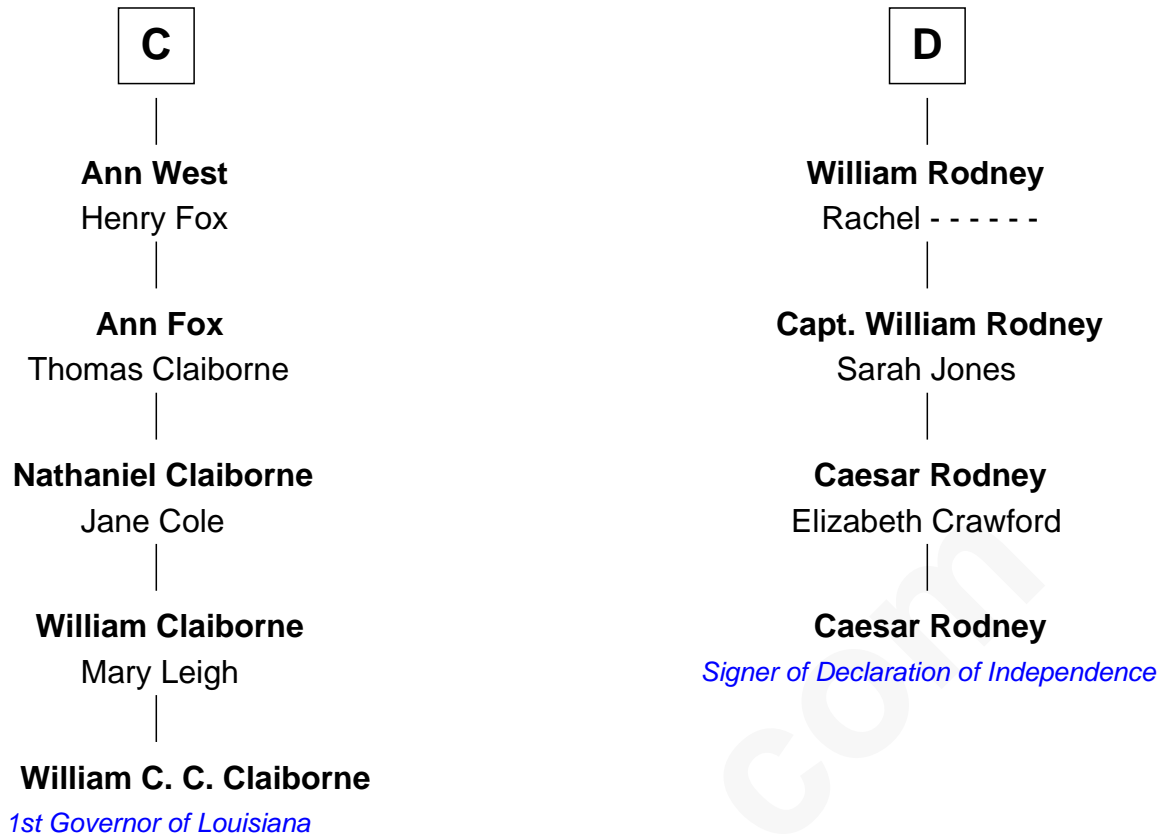 C
Ann West
Henry Fox
Ann Fox
Thomas Claiborne
Nathaniel Claiborne
Jane Cole
William Claiborne
Mary Leigh
William C. C. Claiborne
1st Governor of Louisiana
D
William Rodney
Rachel - - - - - -
Capt. William Rodney
Sarah Jones
Caesar Rodney
Elizabeth Crawford
Caesar Rodney
Signer of Declaration of Independence
com